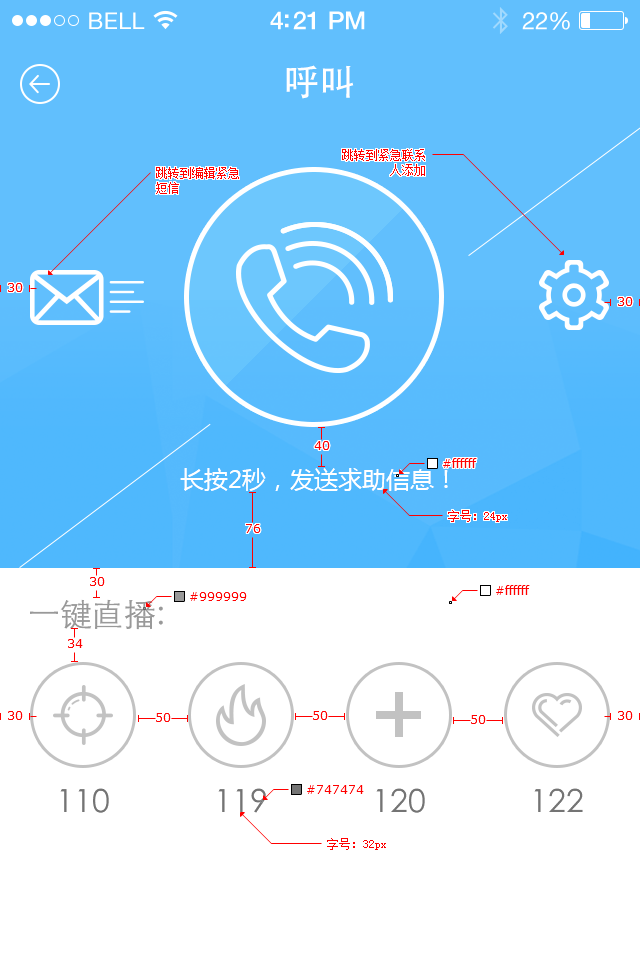 BELL 4:21 PM 22%
呼叫
跳转到紧急联系
人添加
跳转到编辑紧急
短信
30
30
40
#ffffff
长按2秒，发送求助信息！
字号：24px
76
30
#999999
#ffffff
一键直播:
34
30
50
50
50
30
#747474
110 119 120 122
字号：32px